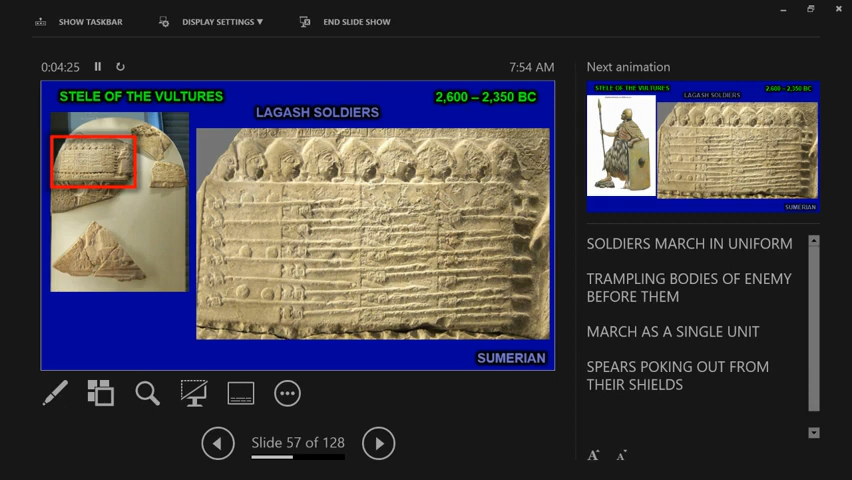 SHOW TASKBAR
DISPLAY SETTINGS ▼
END SLIDE SHOW
0:04:25
7:54 AM
STELE OF THE VULTURES
2,600 – 2,350 BC
LAGASH SOLDIERS
SUMERIAN
Slide 57 of 128
Next animation
STELE OF THE VULTURES
2,600 – 2,350 BC
LAGASH SOLDIERS
SUMERIAN
SOLDIERS MARCH IN UNIFORM
TRAMPLING BODIES OF ENEMY
BEFORE THEM
MARCH AS A SINGLE UNIT
SPEARS POKING OUT FROM
THEIR SHIELDS
A
A